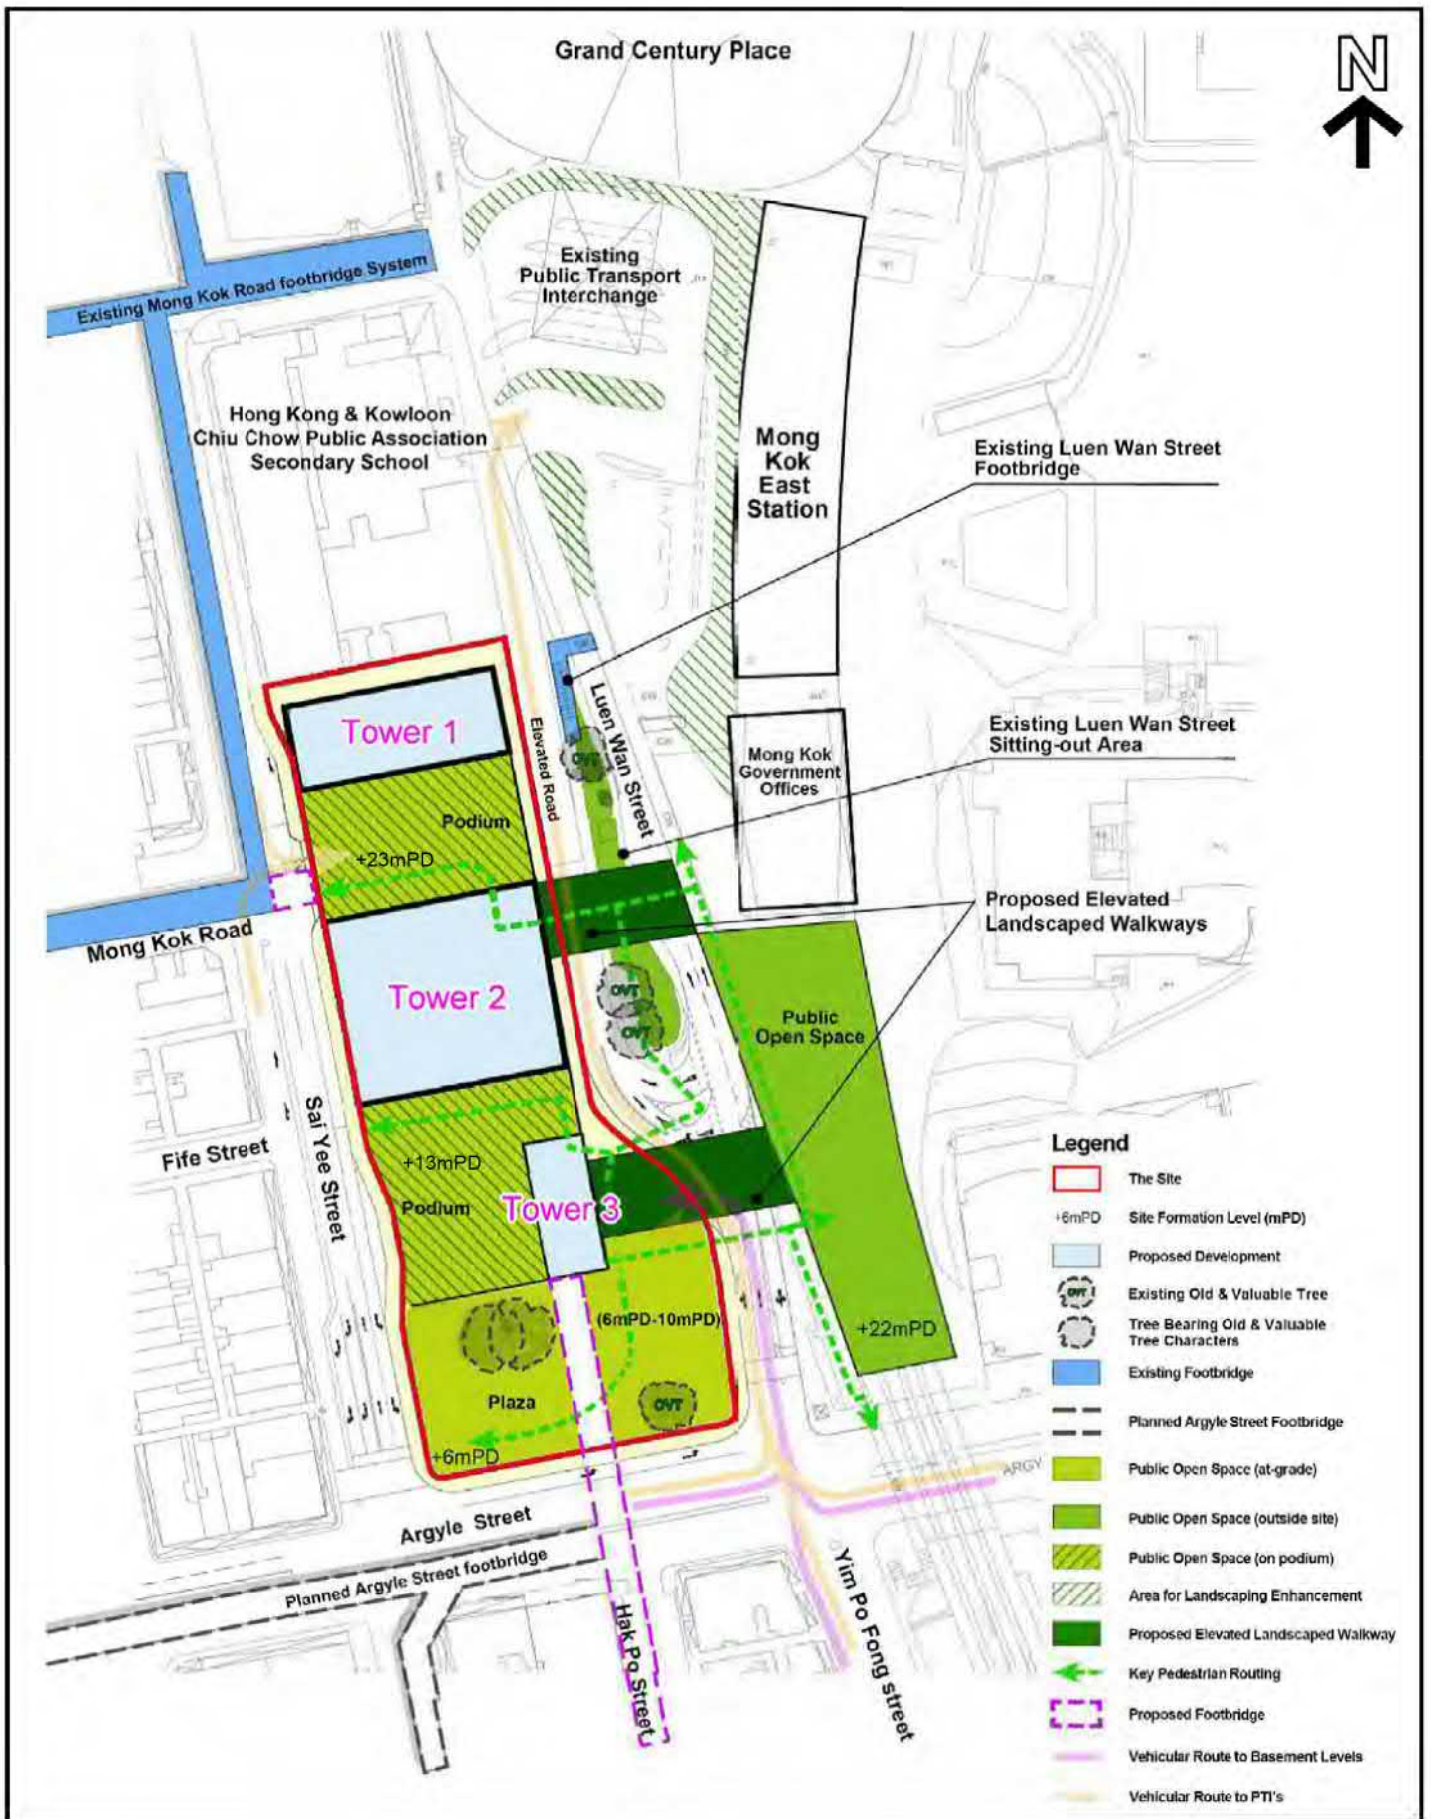 Grand Century Place
N
Existing
Public Transport
Interchange
Existing Mong Kok Road footbridge System
Hong Kong & Kowloon
Chiu Chow Public Association
Secondary School
Mong
Kok
East
Station
Existing Luen Wan Street
Footbridge
Tower 1
Elevated Road
Luen Wan Street
OVT
Existing Luen Wan Street
Sitting-out Area
Mong Kok
Government
Offices
Podium
+23mPD
Proposed Elevated
Landscaped Walkways
Mong Kok Road
Tower 2
OVT
OVT
Public
Open Space
Sai Yee Street
Fife Street
+13mPD
Podium
Tower 3
(6mPD-10mPD)
+22mPD
Plaza
OVT
+6mPD
Argyle Street
ARGY
Planned Argyle Street footbridge
Hak Po Street
Yim Po Fong street
Legend
The Site
+6mPD Site Formation Level (mPD)
Proposed Development
OVT Existing Old & Valuable Tree
Tree Bearing Old & Valuable
Tree Characters
Existing Footbridge
Planned Argyle Street Footbridge
Public Open Space (at-grade)
Public Open Space (outside site)
Public Open Space (on podium)
Area for Landscaping Enhancement
Proposed Elevated Landscaped Walkway
Key Pedestrian Routing
Proposed Footbridge
Vehicular Route to Basement Levels
Vehicular Route to PTI's